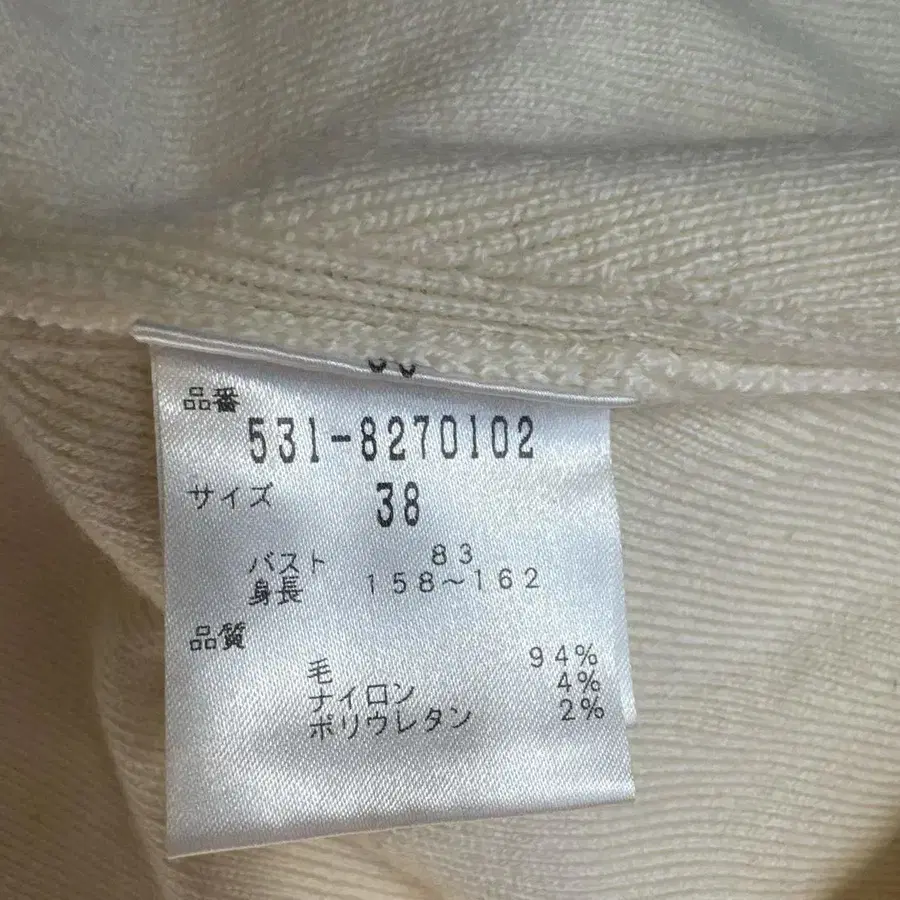 品番
531-8270102
サイズ 38
バスト 83
身長 158~162
品質
毛 94%
ナイロン 4%
ポリウレタン 2%